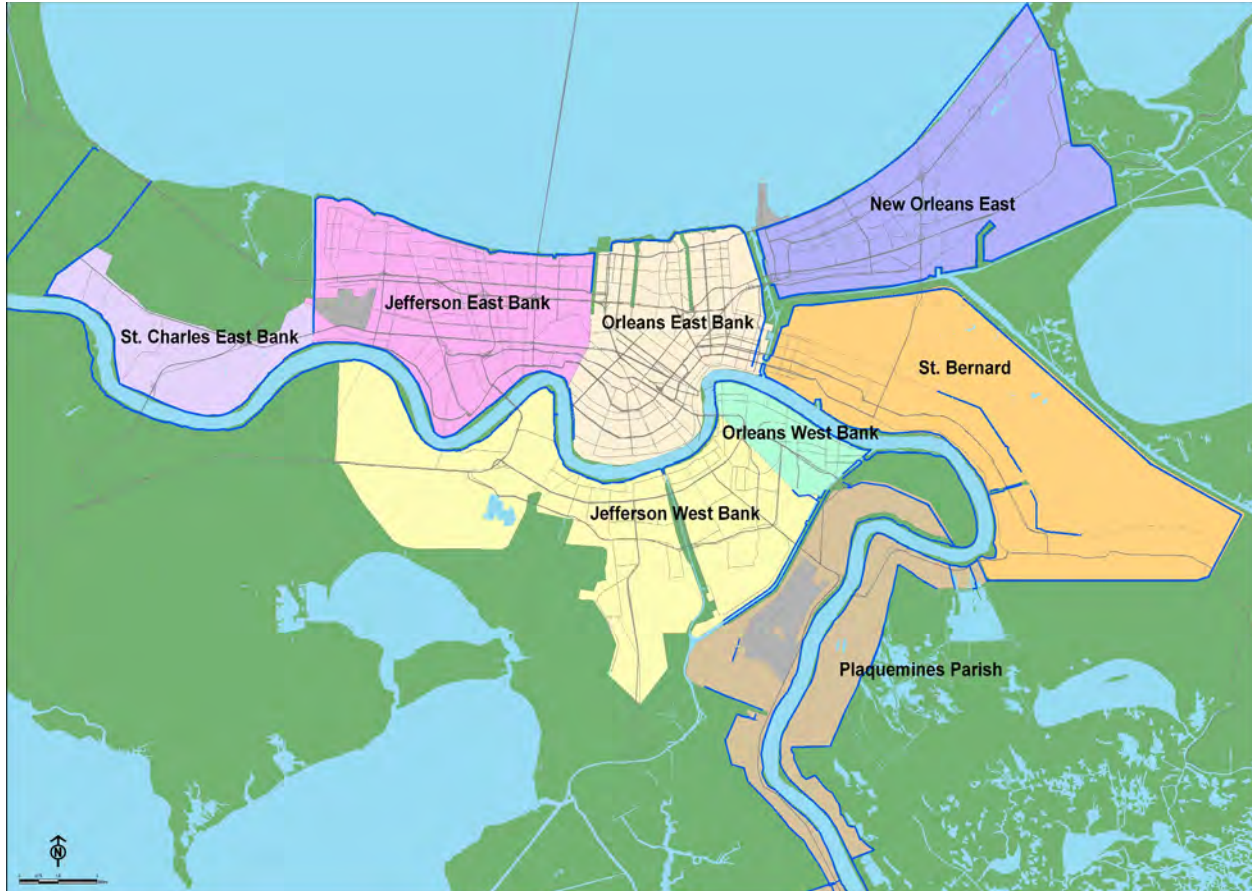 New Orleans East
Jefferson East Bank
Orleans East Bank
St. Charles East Bank
St. Bernard
Orleans West Bank
Jefferson West Bank
Plaquemines Parish
N